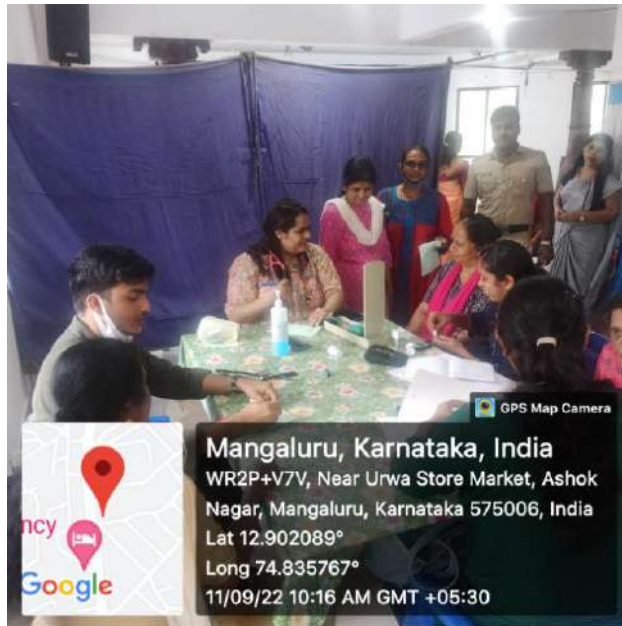 GPS Map Camera
Mangaluru, Karnataka, India
WR2P+V7V, Near Urwa Store Market, Ashok
Nagar, Mangaluru, Karnataka 575006, India
Lat 12.902089°
Long 74.835767°
11/09/22 10:16 AM GMT +05:30
ncy
Google